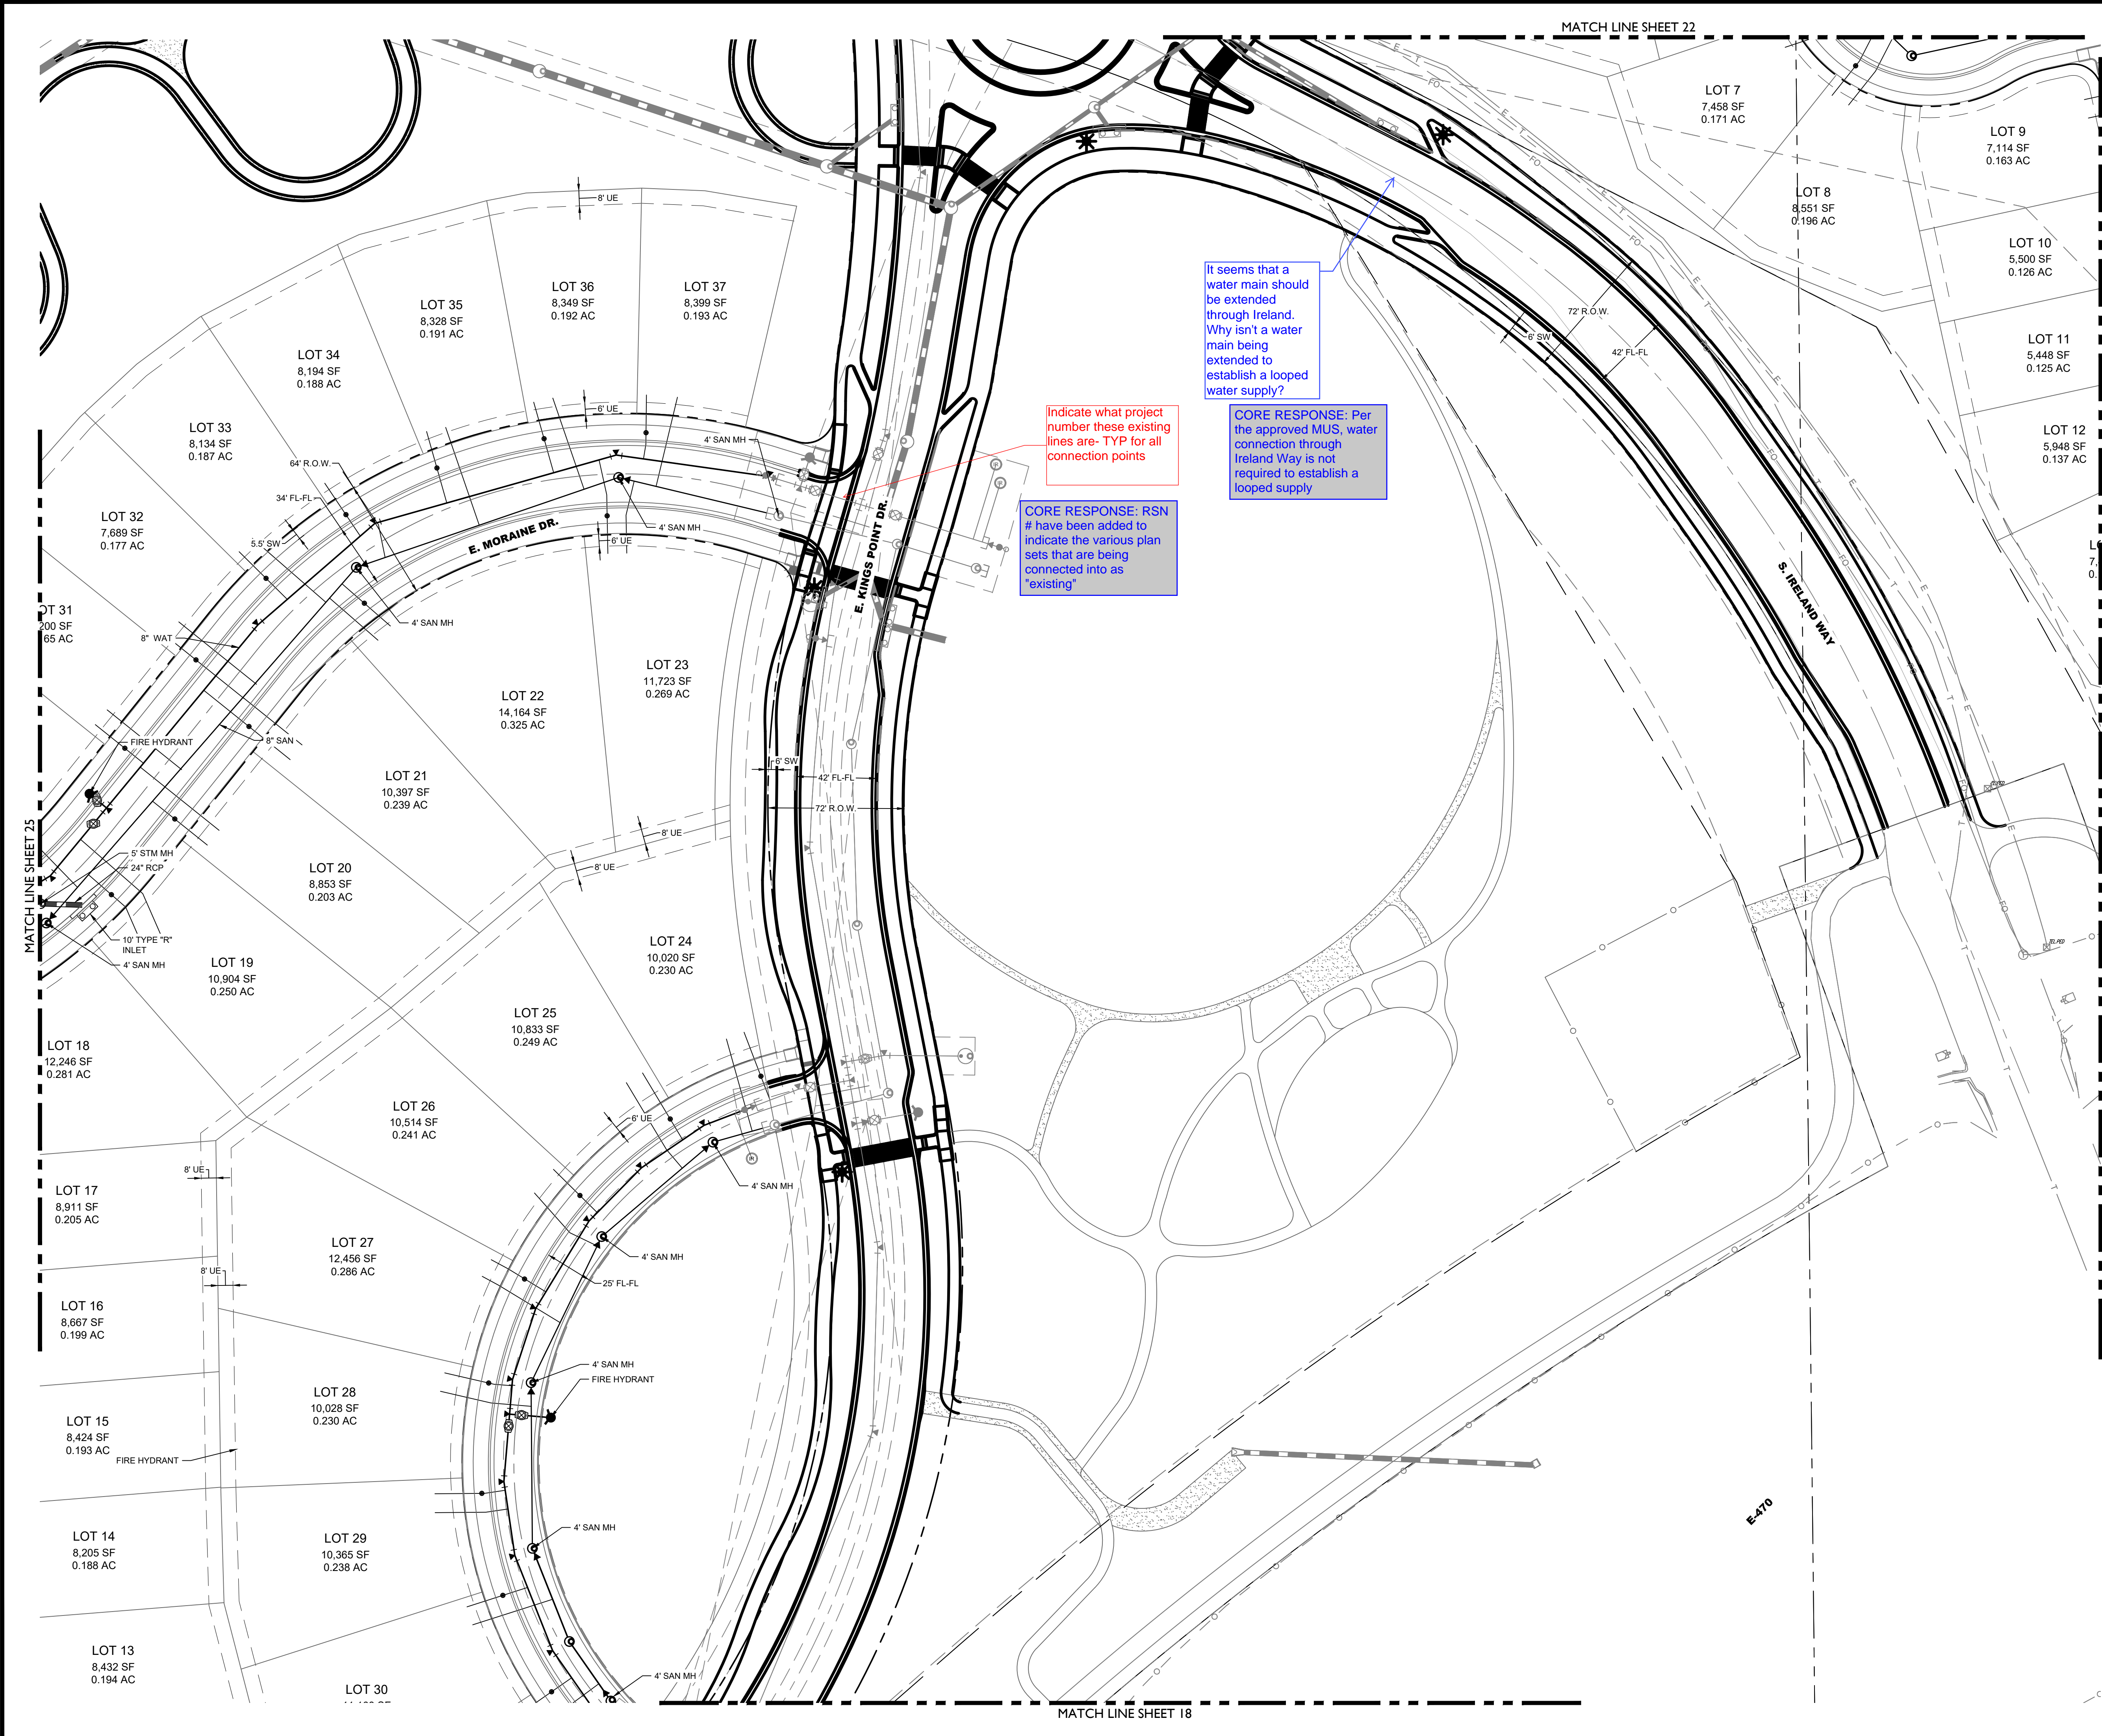 MATCH LINE SHEET 22
LOT 7
7,458 SF
0.171 AC
LOT 9
7,114 SF
0.163 AC
LOT 8
8,551 SF
0.196 AC
LOT 10
5,500 SF
0.126 AC
LOT 11
5,448 SF
0.125 AC
LOT 12
5,948 SF
0.137 AC
8' UE
LOT 37
8,399 SF
0.193 AC
LOT 36
8,349 SF
0.192 AC
LOT 35
8,328 SF
0.191 AC
LOT 34
8,194 SF
0.188 AC
LOT 33
8,134 SF
0.187 AC
LOT 32
7,689 SF
0.177 AC
It seems that a
water main should
be extended
through Ireland.
Why isn't a water
main being
extended to
establish a looped
water supply?
CORE RESPONSE: Per
the approved MUS, water
connection through
Ireland Way is not
required to establish a
looped supply
Indicate what project
number these existing
lines are- TYP for all
connection points
CORE RESPONSE: RSN
# have been added to
indicate the various plan
sets that are being
connected into as
"existing"
72' R.O.W.
6' SW
42' FL-FL
S. IRELAND WAY
6' UE
4' SAN MH
64' R.O.W.
34' FL-FL
5.5' SW
E. MORAINE DR.
4' SAN MH
6' UE
4' SAN MH
E. KINGS POINT DR.
8" WAT
FIRE HYDRANT
8" SAN
LOT 23
11,723 SF
0.269 AC
LOT 22
14,164 SF
0.325 AC
LOT 21
10,397 SF
0.239 AC
6' SW
42' FL-FL
72' R.O.W.
8' UE
8' UE
MATCH LINE SHEET 25
5' STM MH
24" RCP
10' TYPE "R"
INLET
4' SAN MH
LOT 20
8,853 SF
0.203 AC
LOT 19
10,904 SF
0.250 AC
LOT 18
12,246 SF
0.281 AC
LOT 24
10,020 SF
0.230 AC
LOT 25
10,833 SF
0.249 AC
LOT 26
10,514 SF
0.241 AC
6' UE
4' SAN MH
8' UE
LOT 17
8,911 SF
0.205 AC
LOT 27
12,456 SF
0.286 AC
4' SAN MH
25' FL-FL
8' UE
LOT 16
8,667 SF
0.199 AC
LOT 28
10,028 SF
0.230 AC
4' SAN MH
FIRE HYDRANT
LOT 15
8,424 SF
0.193 AC
FIRE HYDRANT
LOT 14
8,205 SF
0.188 AC
LOT 29
10,365 SF
0.238 AC
4' SAN MH
LOT 13
8,432 SF
0.194 AC
LOT 30
4' SAN MH
E-470
MATCH LINE SHEET 18